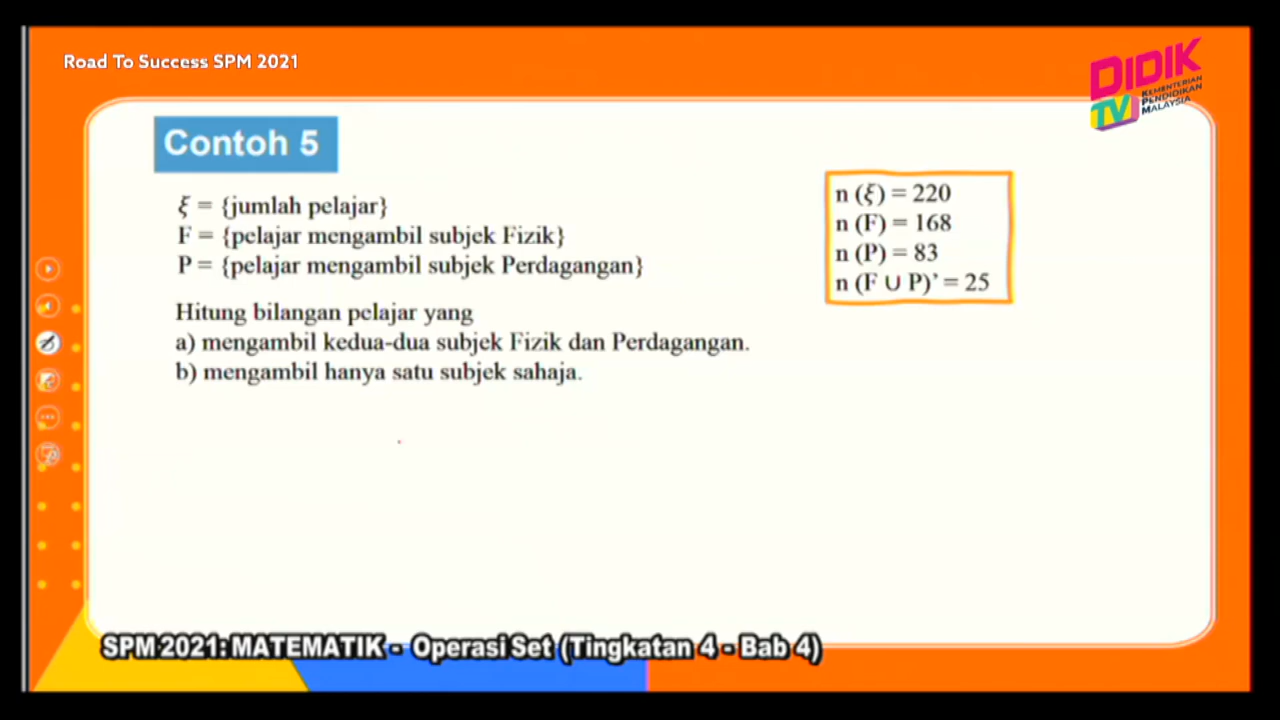 Road To Success SPM 2021
DIDIK
TV
KEMENTERIAN
PENDIDIKAN
MALAYSIA
Contoh 5
ξ = {jumlah pelajar}
F = {pelajar mengambil subjek Fizik}
P = {pelajar mengambil subjek Perdagangan}
n (ξ) = 220
n (F) = 168
n (P) = 83
n (F ∪ P)’ = 25
Hitung bilangan pelajar yang
a) mengambil kedua-dua subjek Fizik dan Perdagangan.
b) mengambil hanya satu subjek sahaja.
SPM 2021: MATEMATIK - Operasi Set (Tingkatan 4 - Bab 4)